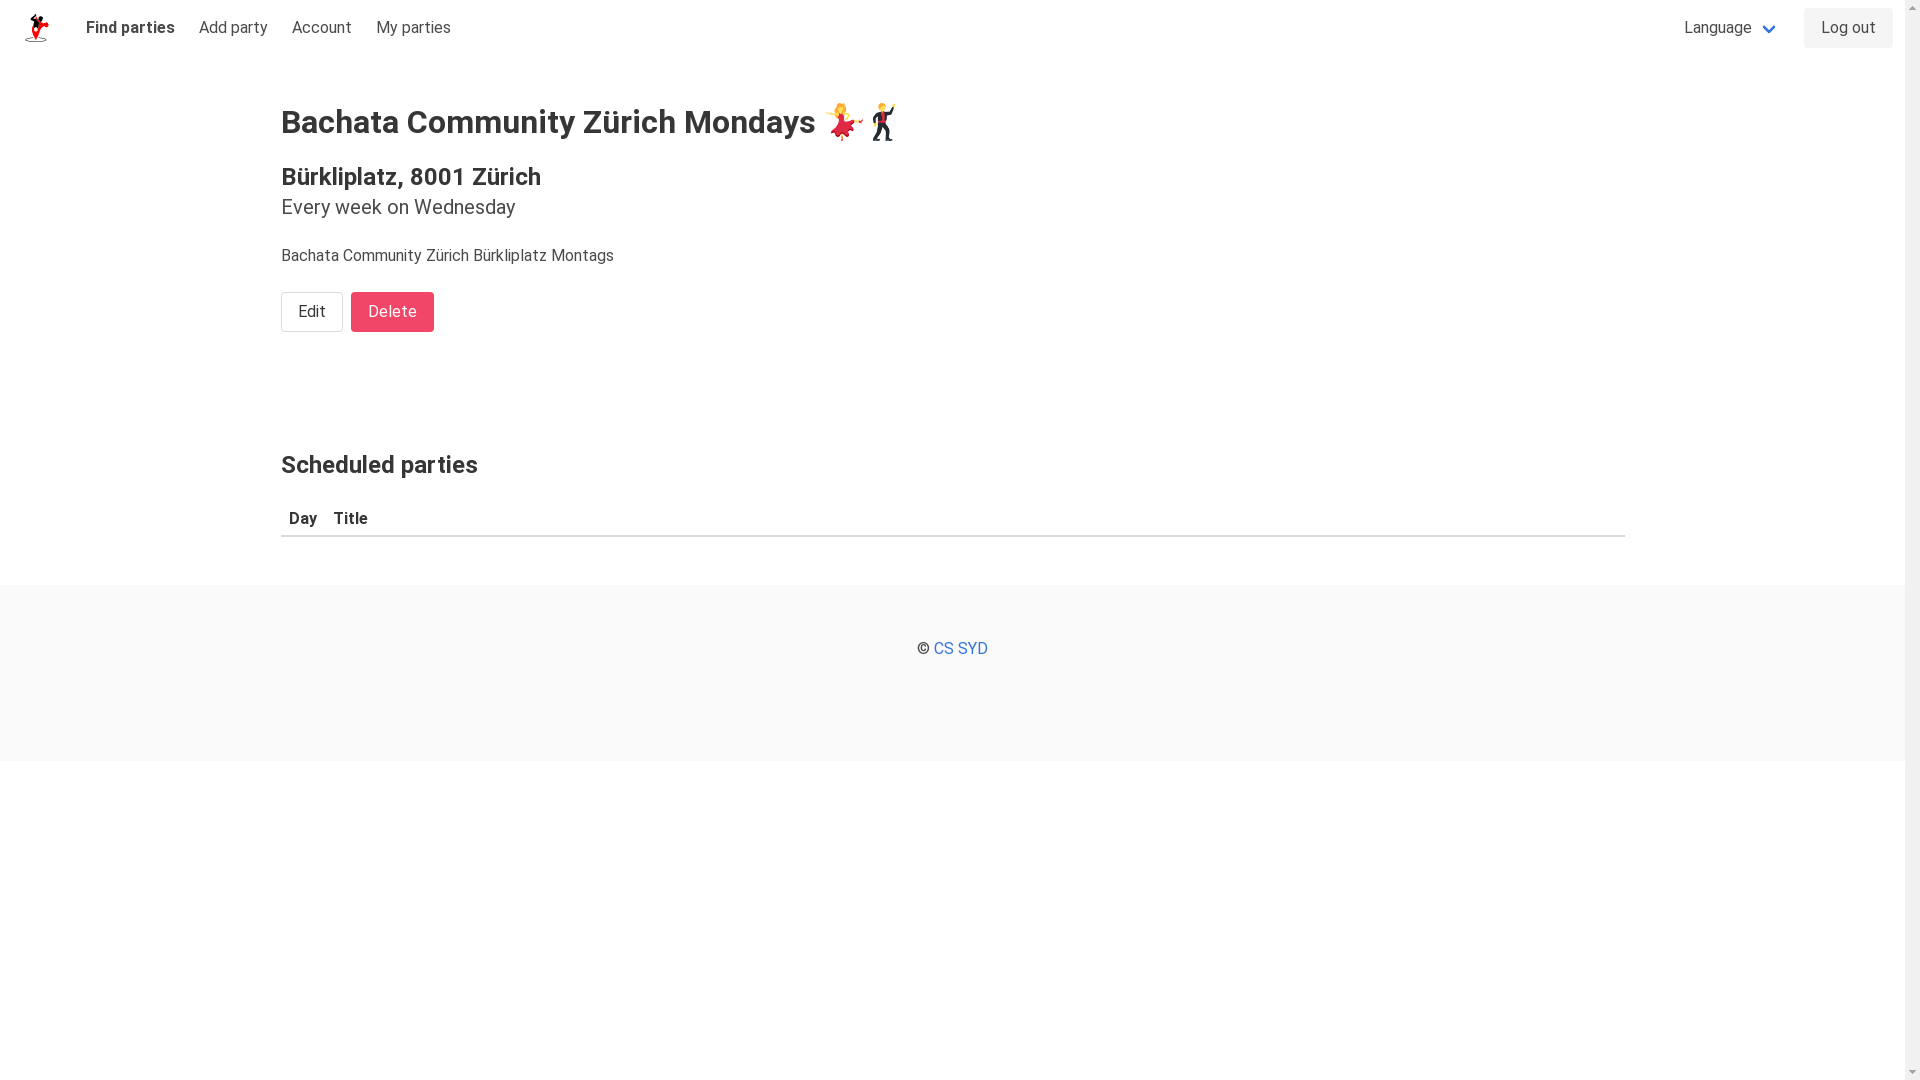 Find parties
Add party
Account
My parties
Language
Log out
Bachata Community Zürich Mondays 💃🕺
Bürkliplatz, 8001 Zürich
Every week on Wednesday
Bachata Community Zürich Bürkliplatz Montags
Edit
Delete
Scheduled parties
Day Title
© CS SYD